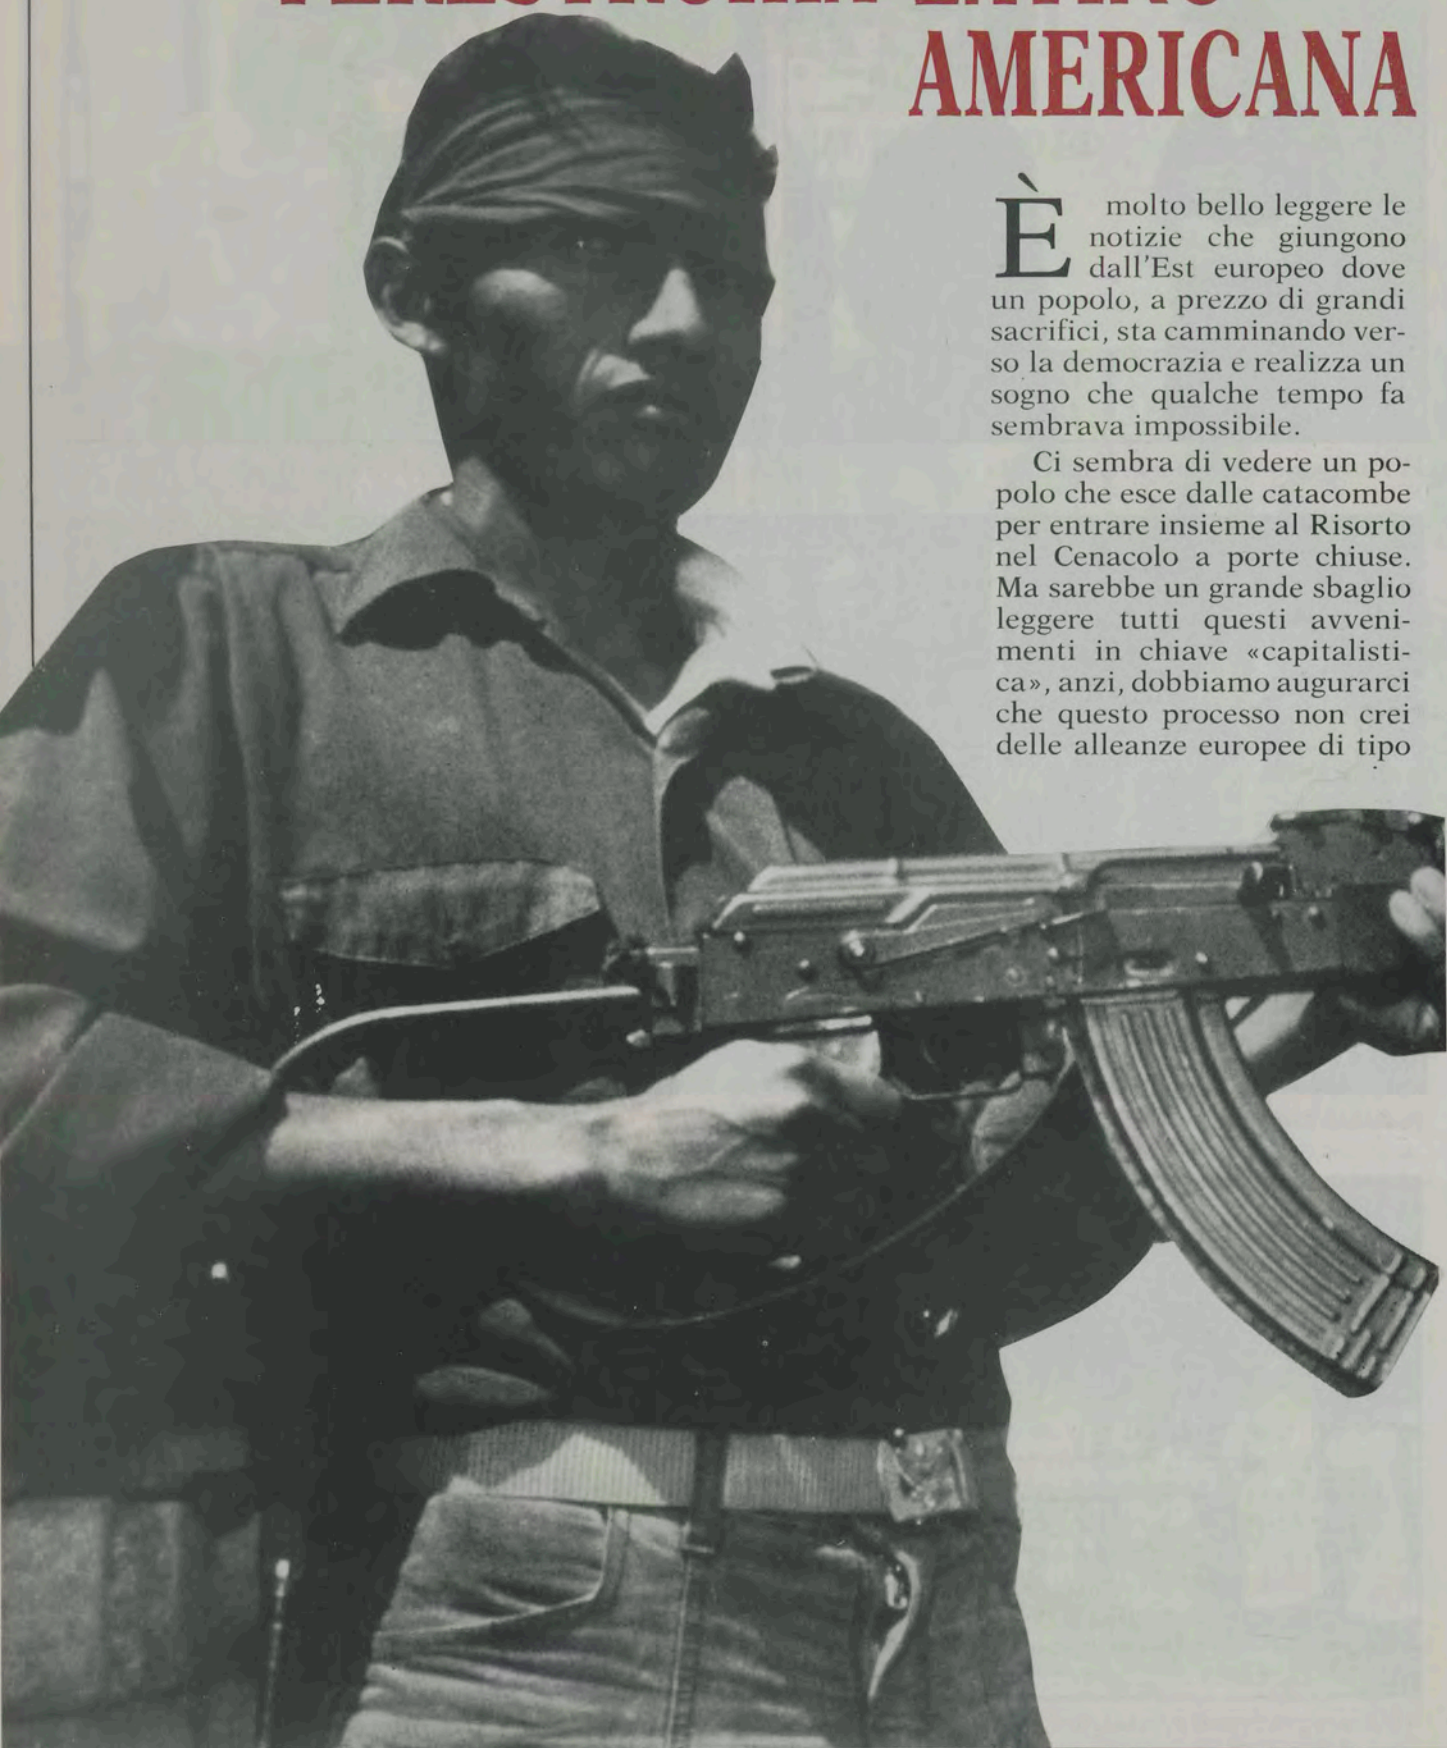 PERESTROIKA LATINO
AMERICANA
È molto bello leggere le
notizie che giungono
dall'Est europeo dove
un popolo, a prezzo di grandi
sacrifici, sta camminando ver-
so la democrazia e realizza un
sogno che qualche tempo fa
sembrava impossibile.
Ci sembra di vedere un po-
polo che esce dalle catacombe
per entrare insieme al Risorto
nel Cenacolo a porte chiuse.
Ma sarebbe un grande sbaglio
leggere tutti questi avveni-
menti in chiave «capitalisti-
ca», anzi, dobbiamo augurarci
che questo processo non crei
delle alleanze europee di tipo